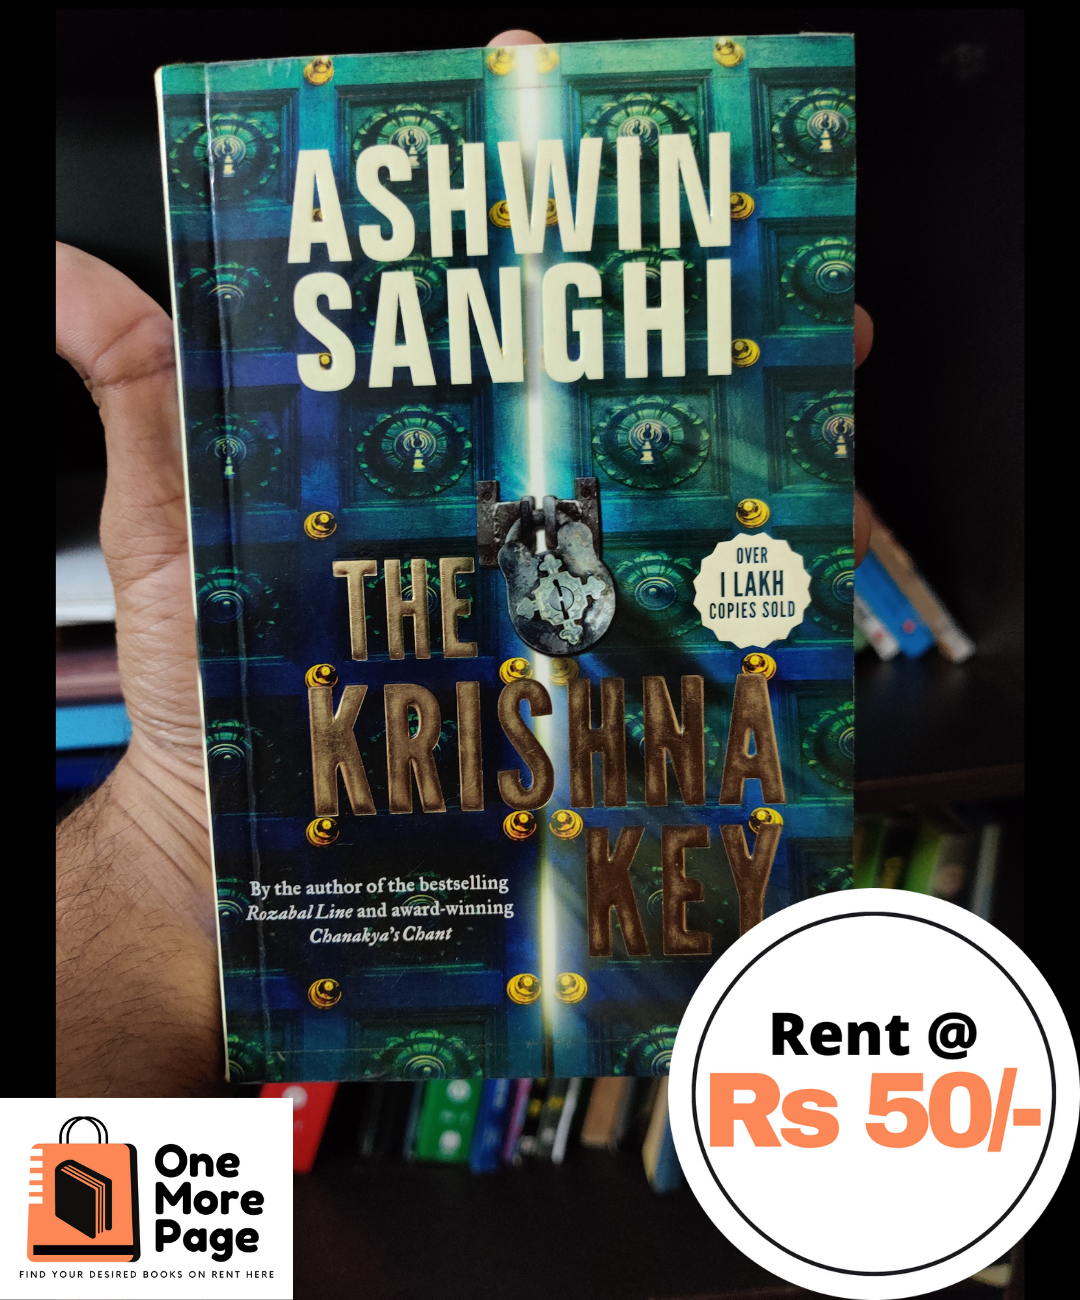 ASHWIN
SANGHI
THE
KRISHNA
KEY
OVER
1 LAKH
COPIES SOLD
By the author of the bestselling
Rozabal Line and award-winning
Chanakya's Chant
Rent @
Rs 50/-
One
More
Page
FIND YOUR DESIRED BOOKS ON RENT HERE